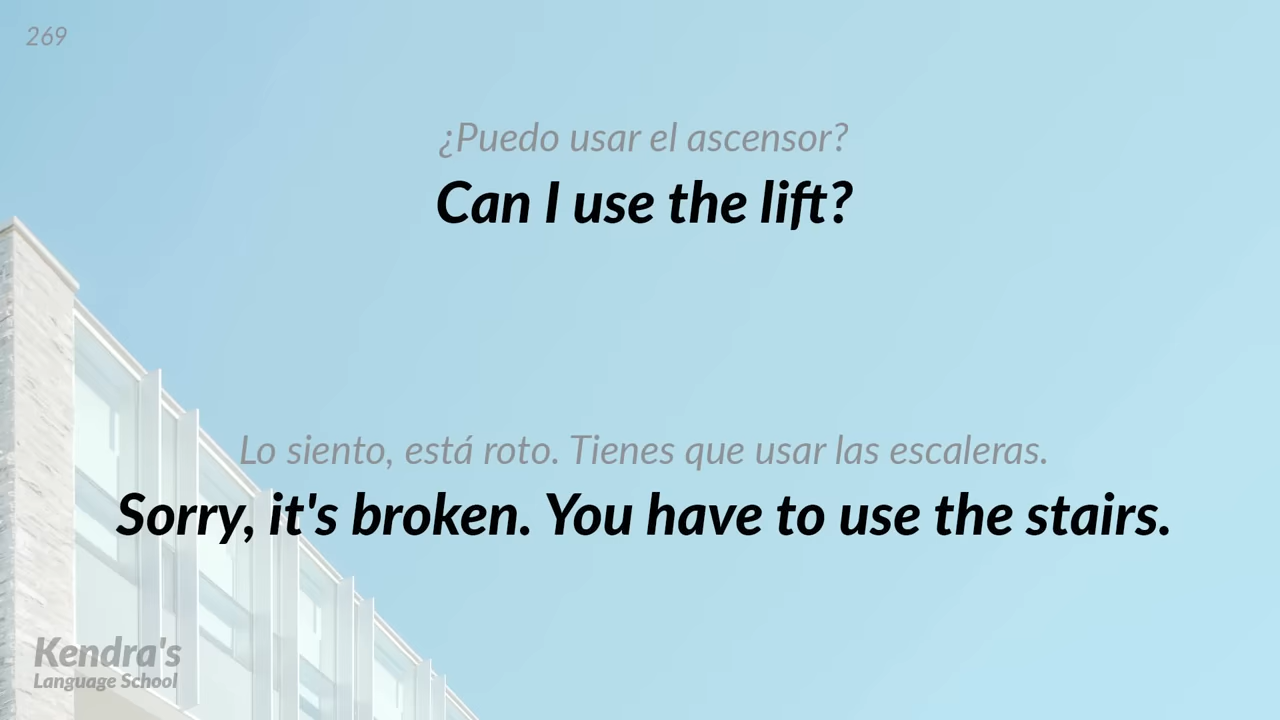 269
¿Puedo usar el ascensor?
Can I use the lift?
Lo siento, está roto. Tienes que usar las escaleras.
Sorry, it's broken. You have to use the stairs.
Kendra's
Language School